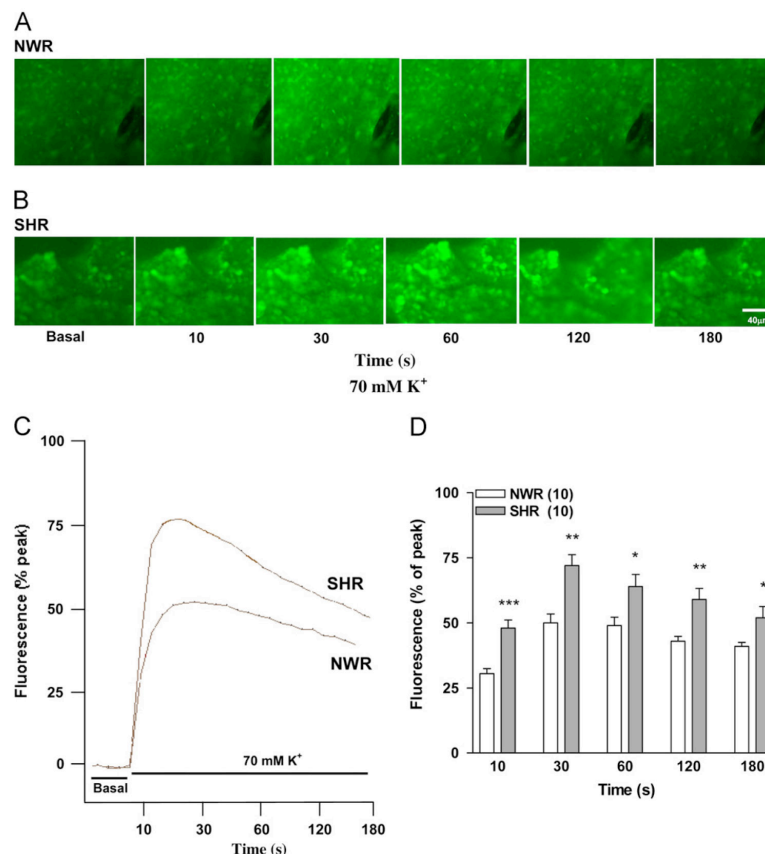 A
NWR
B
SHR
Basal 10 30 60 120 180
40μm
Time (s)
70 mM K⁺
C
100
75
50
25
0
Fluorescence (% peak)
SHR
NWR
70 mM K⁺
Basal
10 30 60 120 180
Time (s)
D
100
75
50
25
0
Fluorescence (% of peak)
NWR (10)
SHR (10)
***
**
*
**
*
10 30 60 120 180
Time (s)